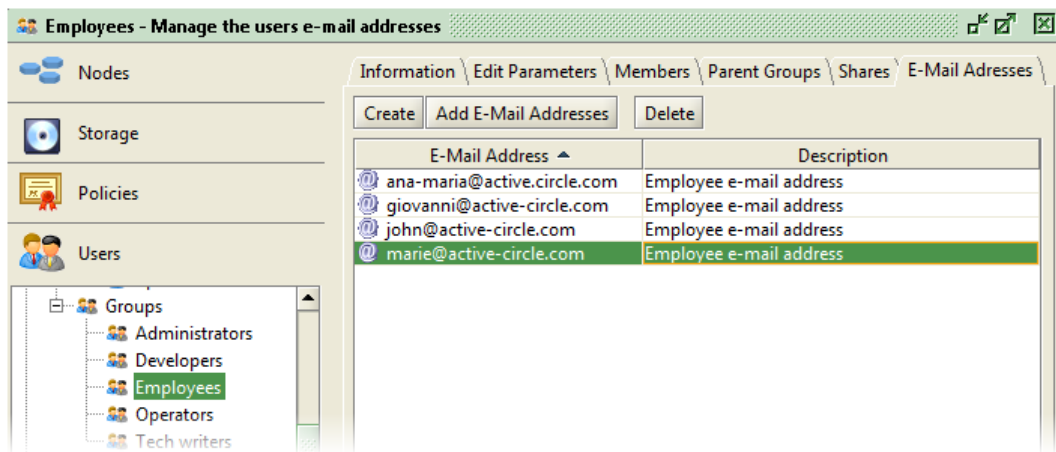 Employees - Manage the users e-mail addresses
Nodes
Storage
Policies
Users
Groups
Administrators
Developers
Employees
Operators
Tech writers
Information Edit Parameters Members Parent Groups Shares E-Mail Adresses
Create Add E-Mail Addresses Delete
E-Mail Address Description
ana-maria@active.circle.com Employee e-mail address
giovanni@active-circle.com Employee e-mail address
john@active-circle.com Employee e-mail address
marie@active-circle.com Employee e-mail address